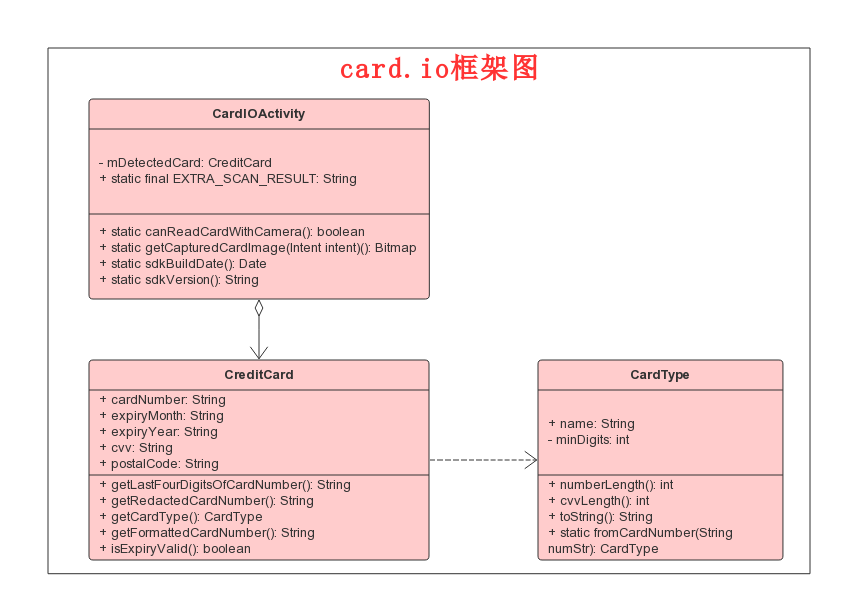 card.io框架图
CardIOActivity
- mDetectedCard: CreditCard
+ static final EXTRA_SCAN_RESULT: String
+ static canReadCardWithCamera(): boolean
+ static getCapturedCardImage(Intent intent)(): Bitmap
+ static sdkBuildDate(): Date
+ static sdkVersion(): String
CreditCard
+ cardNumber: String
+ expiryMonth: String
+ expiryYear: String
+ cvv: String
+ postalCode: String
+ getLastFourDigitsOfCardNumber(): String
+ getRedactedCardNumber(): String
+ getCardType(): CardType
+ getFormattedCardNumber(): String
+ isExpiryValid(): boolean
CardType
+ name: String
- minDigits: int
+ numberLength(): int
+ cvvLength(): int
+ toString(): String
+ static fromCardNumber(String
numStr): CardType